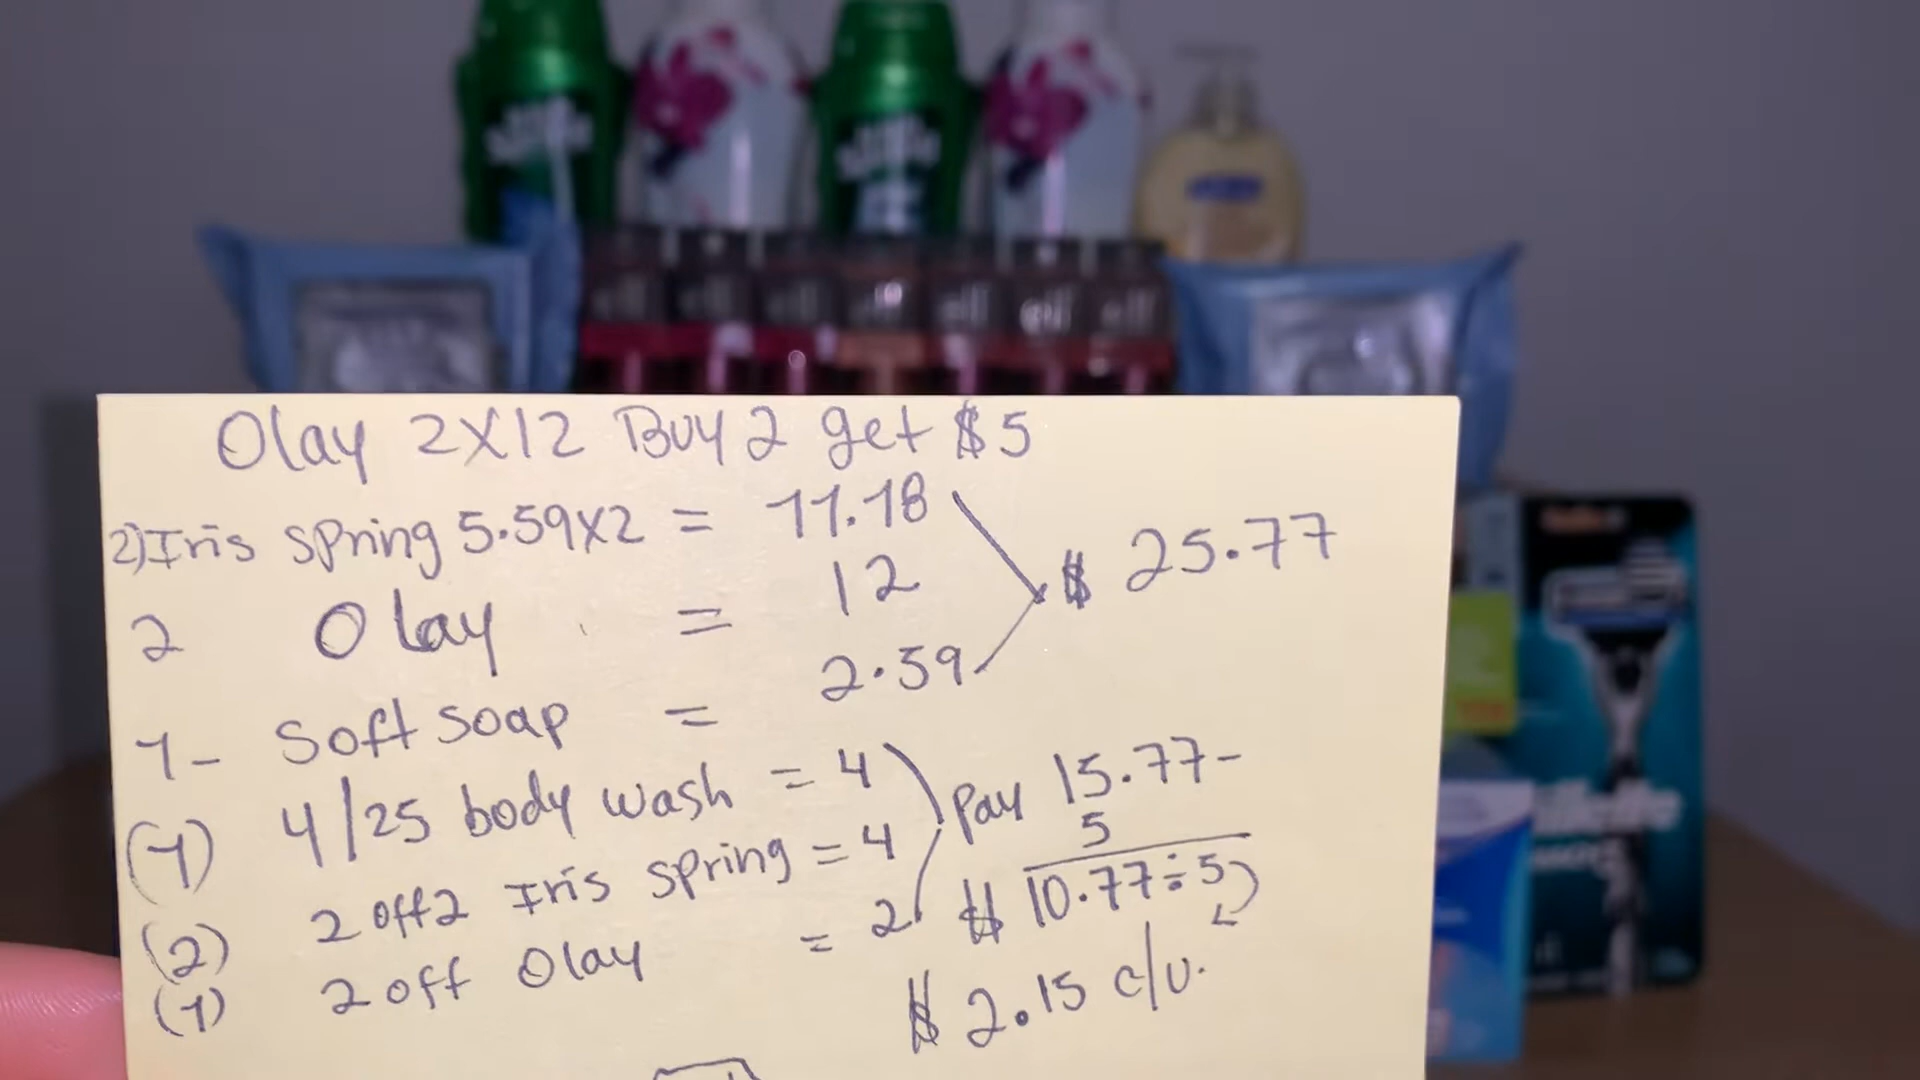 Olay 2X12 Buy 2 get $5
2) Iris spring 5.59X2 = 11.18
$ 25.77
2 Olay = 12
1- Soft soap = 2.59
(1) 4/25 body wash = 4
Pay 15.77-
5
(2) 2 off 2 Iris spring = 4
$ 10.77÷5
(1) 2 off Olay = 2
$ 2.15 c/u.
elf
Gillette